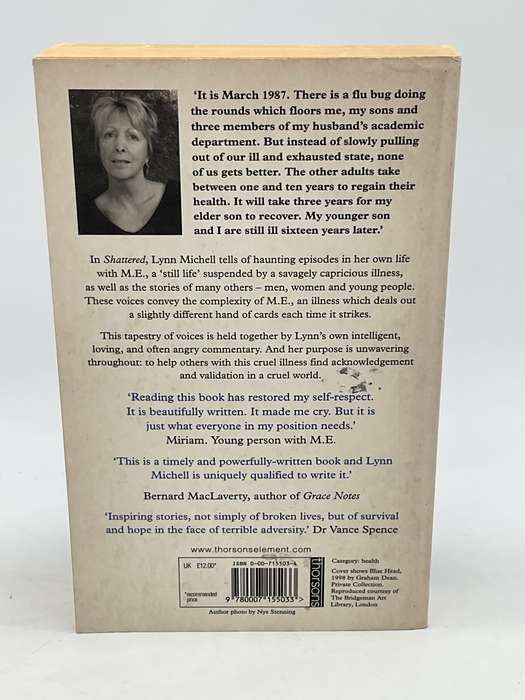 ‘It is March 1987. There is a flu bug doing
the rounds which floors me, my sons and
three members of my husband’s academic
department. But instead of slowly pulling
out of our ill and exhausted state, none
of us gets better. The other adults take
between one and ten years to regain their
health. It will take three years for my
elder son to recover. My younger son
and I are still ill sixteen years later.’
In Shattered, Lynn Michell tells of haunting episodes in her own life
with M.E., a ‘still life’ suspended by a savagely capricious illness,
as well as the stories of many others – men, women and young people.
These voices convey the complexity of M.E., an illness which deals out
a slightly different hand of cards each time it strikes.
This tapestry of voices is held together by Lynn’s own intelligent,
loving, and often angry commentary. And her purpose is unwavering
throughout: to help others with this cruel illness find acknowledgement
and validation in a cruel world.
‘Reading this book has restored my self-respect.
It is beautifully written. It made me cry. But it is
just what everyone in my position needs.’
Miriam. Young person with M.E.
‘This is a timely and powerfully-written book and Lynn
Michell is uniquely qualified to write it.’
Bernard MacLaverty, author of Grace Notes
‘Inspiring stories, not simply of broken lives, but of survival
and hope in the face of terrible adversity.’ Dr Vance Spence
www.thorsonselement.com
UK £12.00*
*recommended
price
ISBN 0-00-715503-4
9 780007 155033 >
thorsons
Category: health
Cover shows Blue Head,
1998 by Graham Dean.
Private Collection.
Reproduced courtesy of
The Bridgeman Art
Library, London
Author photo by Nye Stenning